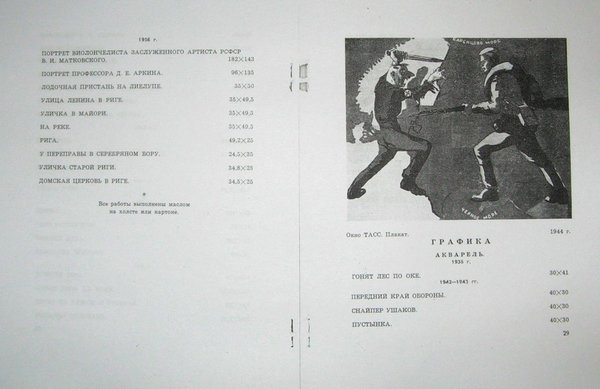 1956 г.
ПОРТРЕТ ВИОЛОНЧЕЛИСТА ЗАСЛУЖЕННОГО АРТИСТА РСФСР
В. И. МАТКОВСКОГО. 182×143
ПОРТРЕТ ПРОФЕССОРА Д. Е. АРКИНА. 96×135
ЛОДОЧНАЯ ПРИСТАНЬ НА ЛИЕЛУПЕ. 35×50
УЛИЦА ЛЕНИНА В РИГЕ. 35×49,5
УЛИЧКА В МАЙОРИ. 35×49,5
НА РЕКЕ. 35×49,5
РИГА. 49,2×25
У ПЕРЕПРАВЫ В СЕРЕБРЯНОМ БОРУ. 24,5×35
УЛИЧКА СТАРОЙ РИГИ. 34,8×25
ДОМСКАЯ ЦЕРКОВЬ В РИГЕ. 34,5×25
*
Все работы выполнены маслом
на холсте или картоне.
БАРЕНЦОВО МОРЕ
ЧЕРНОЕ МОРЕ
Окно ТАСС. Плакат. 1944 г.
ГРАФИКА
АКВАРЕЛЬ.
1935 г.
ГОНЯТ ЛЕС ПО ОКЕ. 30×41
1942—1943 гг.
ПЕРЕДНИЙ КРАЙ ОБОРОНЫ. 40×30
СНАЙПЕР УШАКОВ. 40×30
ПУСТЫНКА. 40×30
29